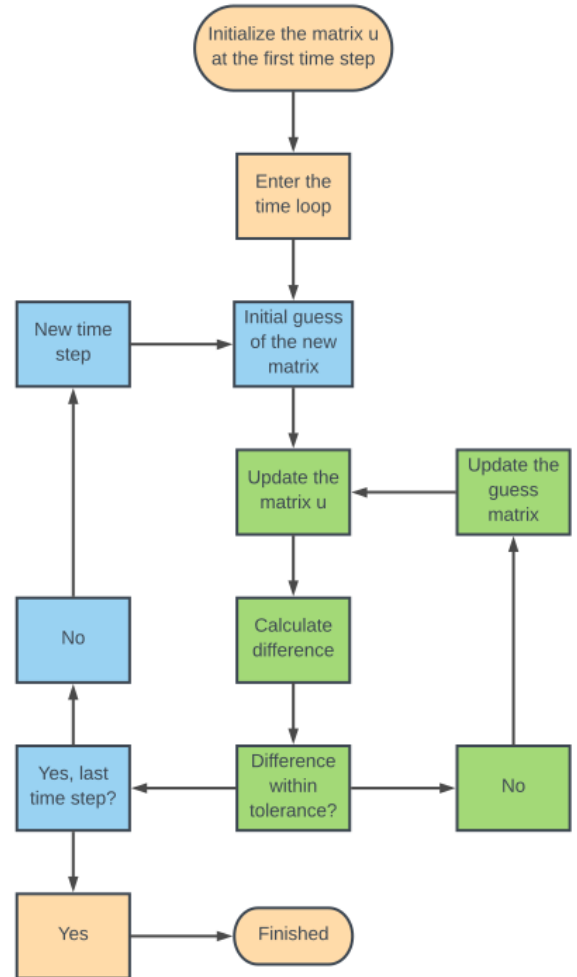 Initialize the matrix u
at the first time step
Enter the
time loop
New time
step
Initial guess
of the new
matrix
Update the
matrix u
Update the
guess
matrix
No
Calculate
difference
Yes, last
time step?
Difference
within
tolerance?
No
Yes
Finished